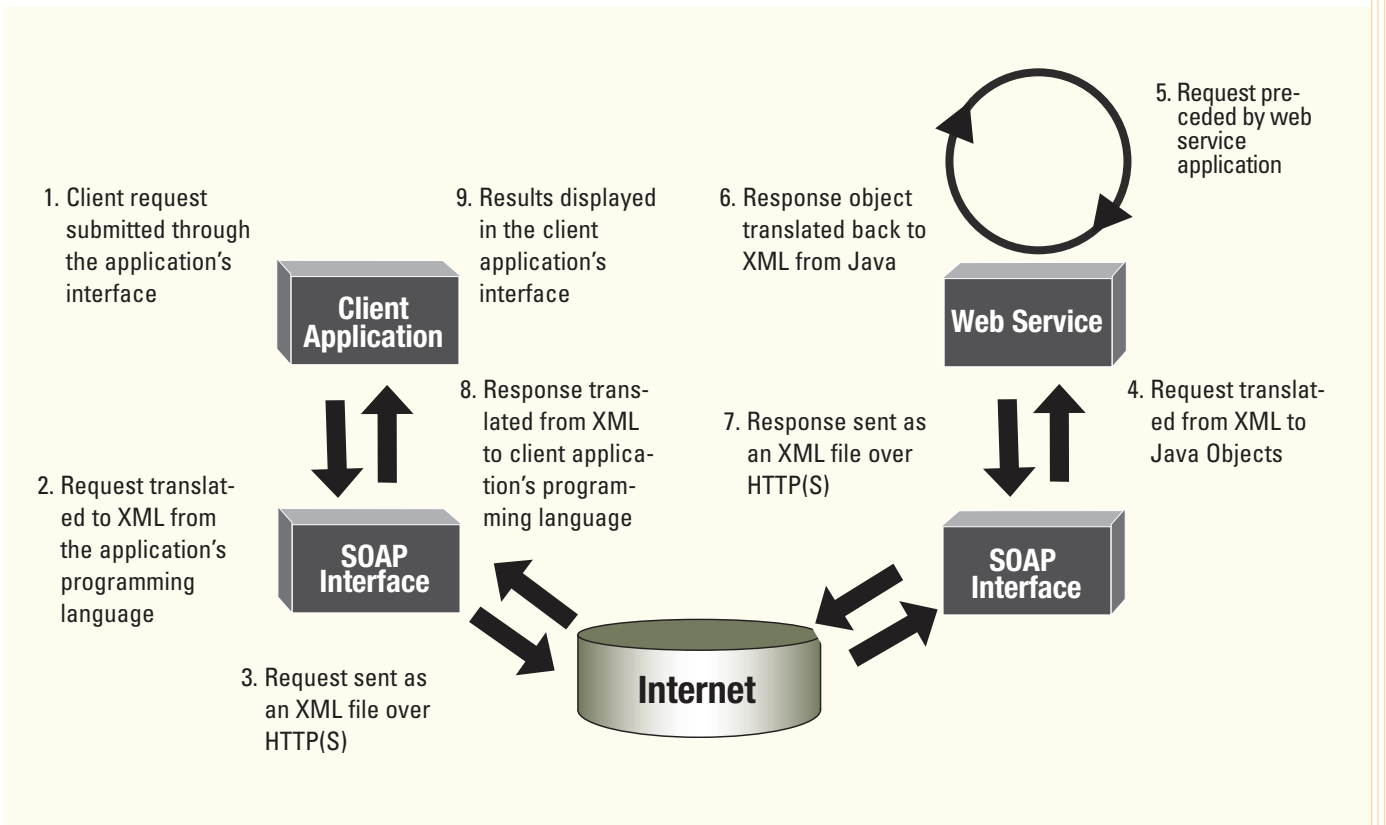 1. Client request
submitted through
the application's
interface
Client
Application
2. Request translat-
ed to XML from
the application's
programming
language
SOAP
Interface
3. Request sent as
an XML file over
HTTP(S)
Internet
SOAP
Interface
4. Request translat-
ed from XML to
Java Objects
Web Service
5. Request pre-
ceded by web
service
application
6. Response object
translated back to
XML from Java
7. Response sent as
an XML file over
HTTP(S)
8. Response trans-
lated from XML
to client applica-
tion's program-
ming language
9. Results displayed
in the client
application's
interface